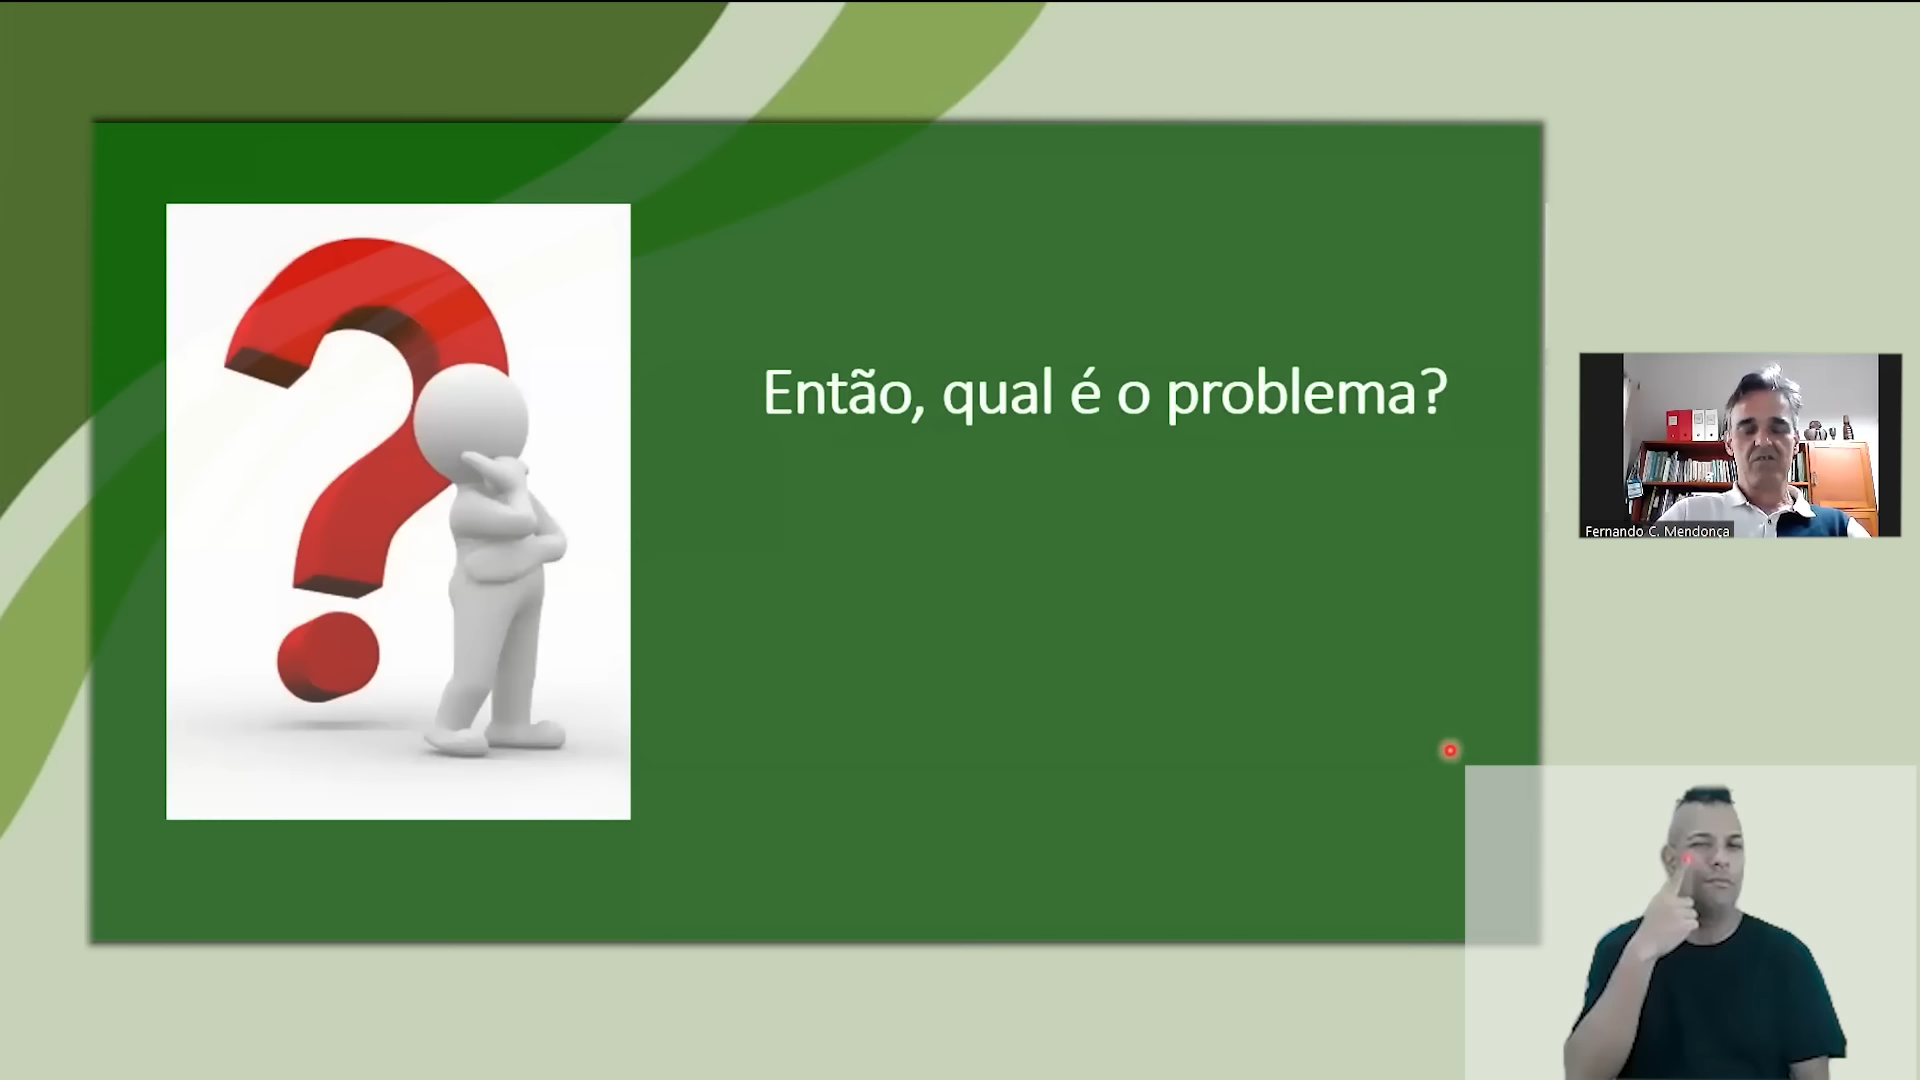 Então, qual é o problema?
Fernando C. Mendonça